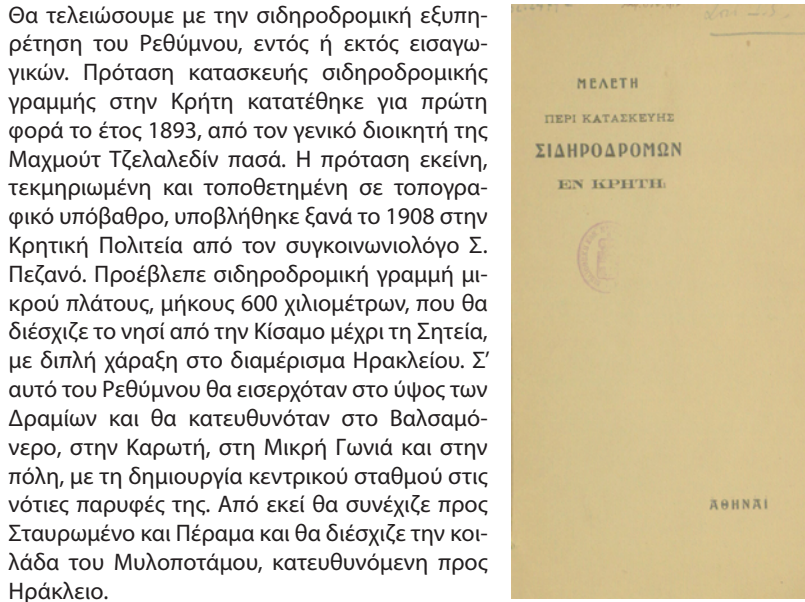 Θα τελειώσουμε με την σιδηροδρομική εξυπη-
ρέτηση του Ρεθύμνου, εντός ή εκτός εισαγω-
γικών. Πρόταση κατασκευής σιδηροδρομικής
γραμμής στην Κρήτη κατατέθηκε για πρώτη
φορά το έτος 1893, από τον γενικό διοικητή της
Μαχμούτ Τζελαλεδίν πασά. Η πρόταση εκείνη,
τεκμηριωμένη και τοποθετημένη σε τοπογρα-
φικό υπόβαθρο, υποβλήθηκε ξανά το 1908 στην
Κρητική Πολιτεία από τον συγκοινωνιολόγο Σ.
Πεζανό. Προέβλεπε σιδηροδρομική γραμμή μι-
κρού πλάτους, μήκους 600 χιλιομέτρων, που θα
διέσχιζε το νησί από την Κίσαμο μέχρι τη Σητεία,
με διπλή χάραξη στο διαμέρισμα Ηρακλείου. Σ’
αυτό του Ρεθύμνου θα εισερχόταν στο ύψος των
Δραμίων και θα κατευθυνόταν στο Βαλσαμό-
νερο, στην Καρωτή, στη Μικρή Γωνιά και στην
πόλη, με τη δημιουργία κεντρικού σταθμού στις
νότιες παρυφές της. Από εκεί θα συνέχιζε προς
Σταυρωμένο και Πέραμα και θα διέσχιζε την κοι-
λάδα του Μυλοποτάμου, κατευθυνόμενη προς
Ηράκλειο.
ΜΕΛΕΤΗ
ΠΕΡΙ ΚΑΤΑΣΚΕΥΗΣ
ΣΙΔΗΡΟΔΡΟΜΩΝ
ΕΝ ΚΡΗΤΗ
ΑΘΗΝΑΙ